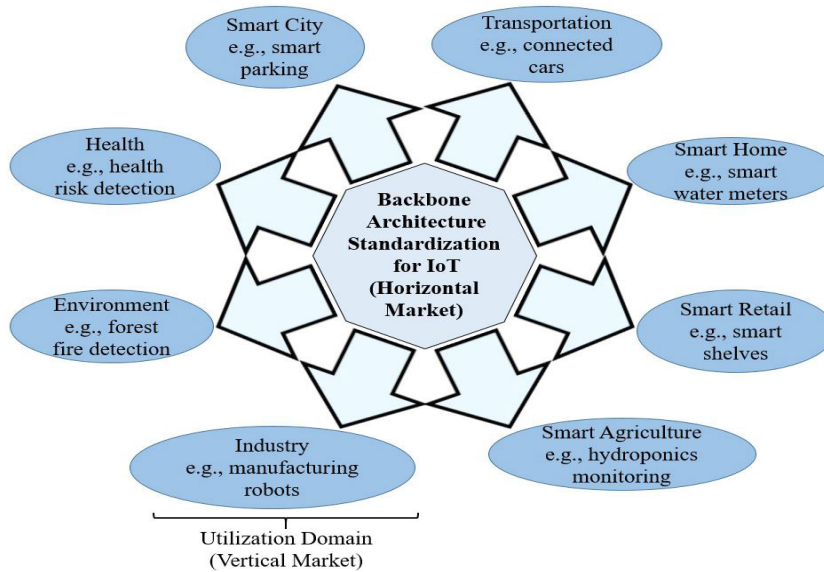 Smart City
e.g., smart
parking
Transportation
e.g., connected
cars
Health
e.g., health
risk detection
Smart Home
e.g., smart
water meters
Backbone
Architecture
Standardization
for IoT
(Horizontal
Market)
Environment
e.g., forest
fire detection
Smart Retail
e.g., smart
shelves
Industry
e.g., manufacturing
robots
Smart Agriculture
e.g., hydroponics
monitoring
Utilization Domain
(Vertical Market)